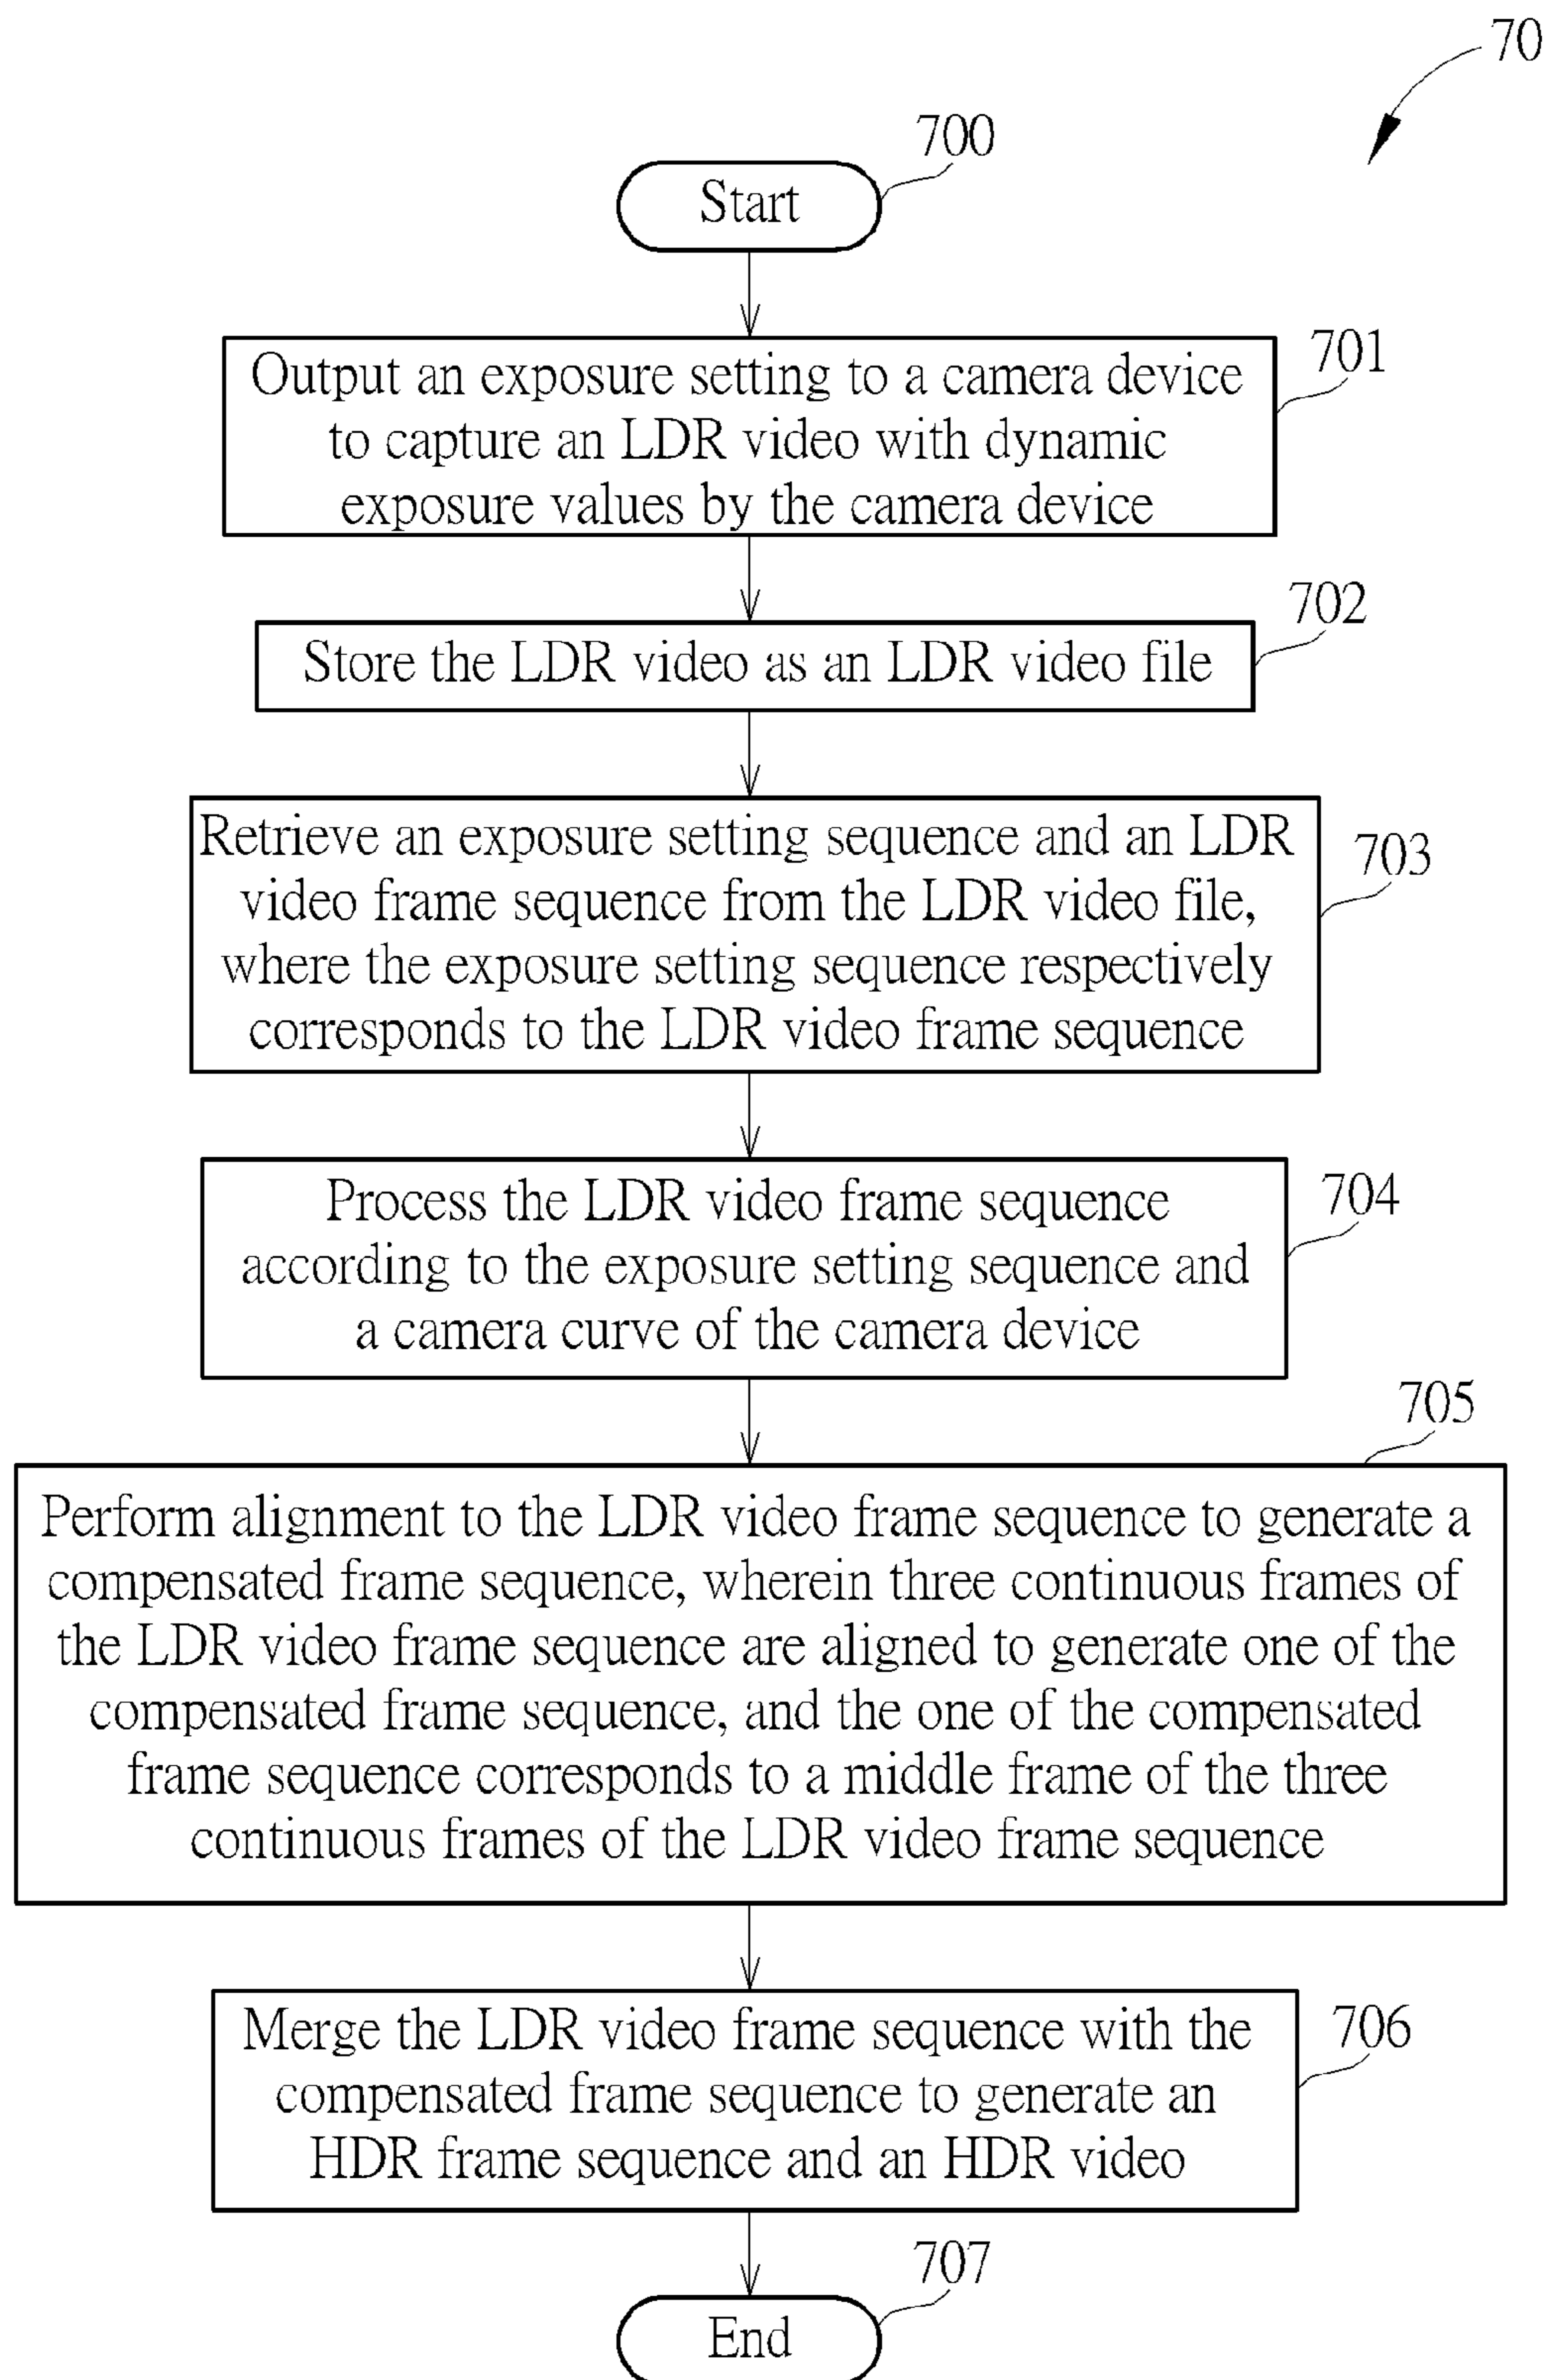 70
700
Start
701
Output an exposure setting to a camera device
to capture an LDR video with dynamic
exposure values by the camera device
702
Store the LDR video as an LDR video file
703
Retrieve an exposure setting sequence and an LDR
video frame sequence from the LDR video file,
where the exposure setting sequence respectively
corresponds to the LDR video frame sequence
704
Process the LDR video frame sequence
according to the exposure setting sequence and
a camera curve of the camera device
705
Perform alignment to the LDR video frame sequence to generate a
compensated frame sequence, wherein three continuous frames of
the LDR video frame sequence are aligned to generate one of the
compensated frame sequence, and the one of the compensated
frame sequence corresponds to a middle frame of the three
continuous frames of the LDR video frame sequence
706
Merge the LDR video frame sequence with the
compensated frame sequence to generate an
HDR frame sequence and an HDR video
707
End